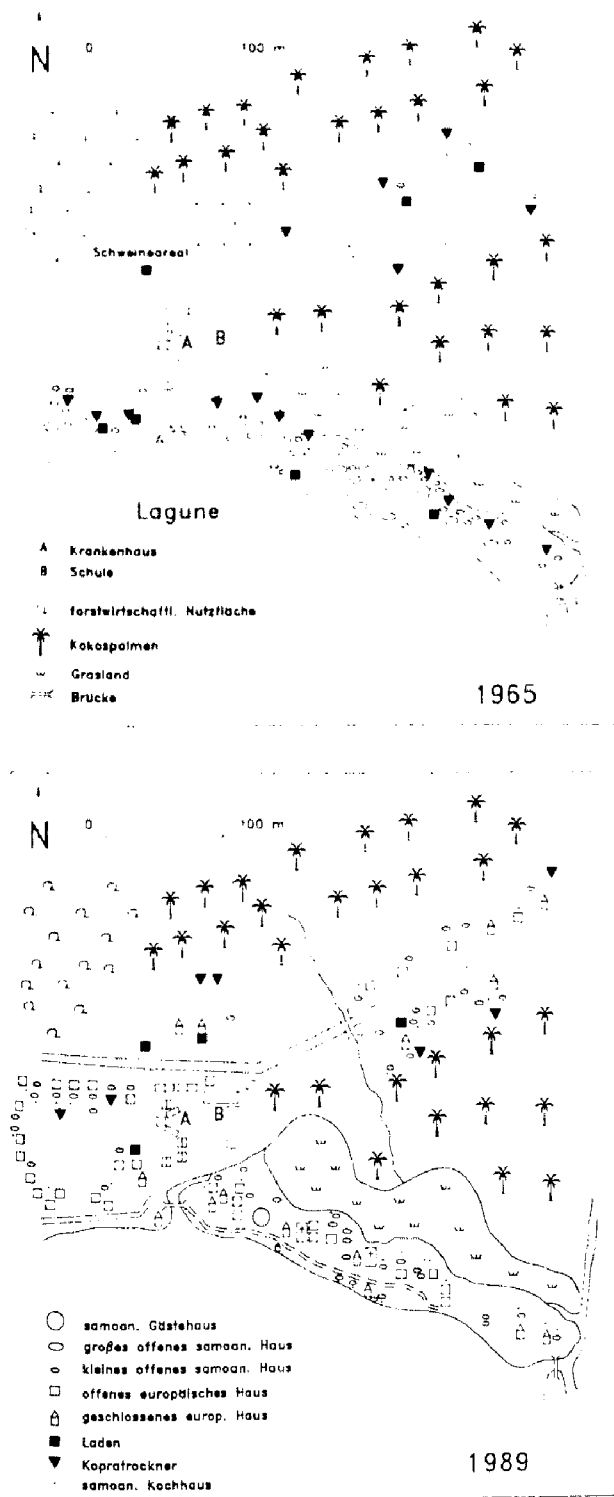 N 0 100 m
Schweineareal
A B
Lagune
A Krankenhaus
B Schule
forstwirtschaftl. Nutzfläche
Kokospalmen
Grasland
Brücke
1965
N 0 100 m
A B
samoan. Gästehaus
großes offenes samoan. Haus
kleines offenes samoan. Haus
offenes europäisches Haus
geschlossenes europ. Haus
Laden
Kopratrockner
samoan. Kochhaus
1989